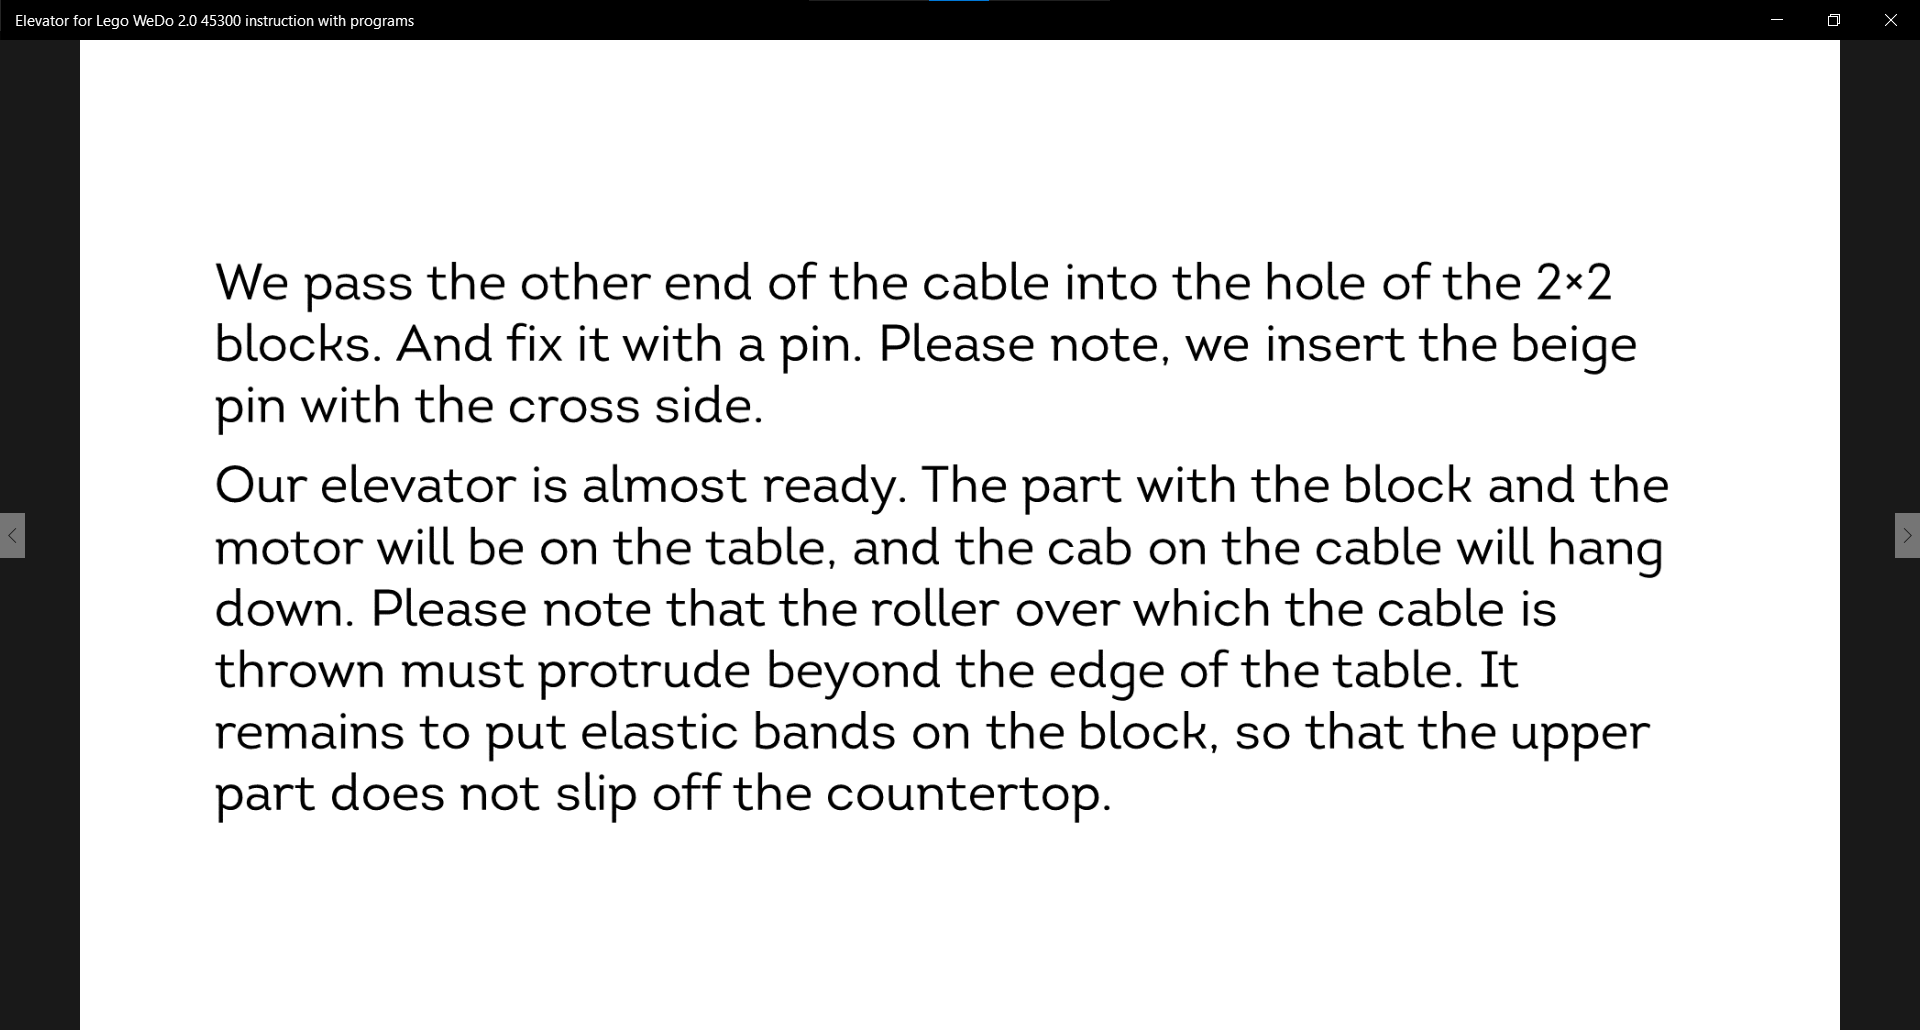 Elevator for Lego WeDo 2.0 45300 instruction with programs
We pass the other end of the cable into the hole of the 2×2
blocks. And fix it with a pin. Please note, we insert the beige
pin with the cross side.
Our elevator is almost ready. The part with the block and the
motor will be on the table, and the cab on the cable will hang
down. Please note that the roller over which the cable is
thrown must protrude beyond the edge of the table. It
remains to put elastic bands on the block, so that the upper
part does not slip off the countertop.